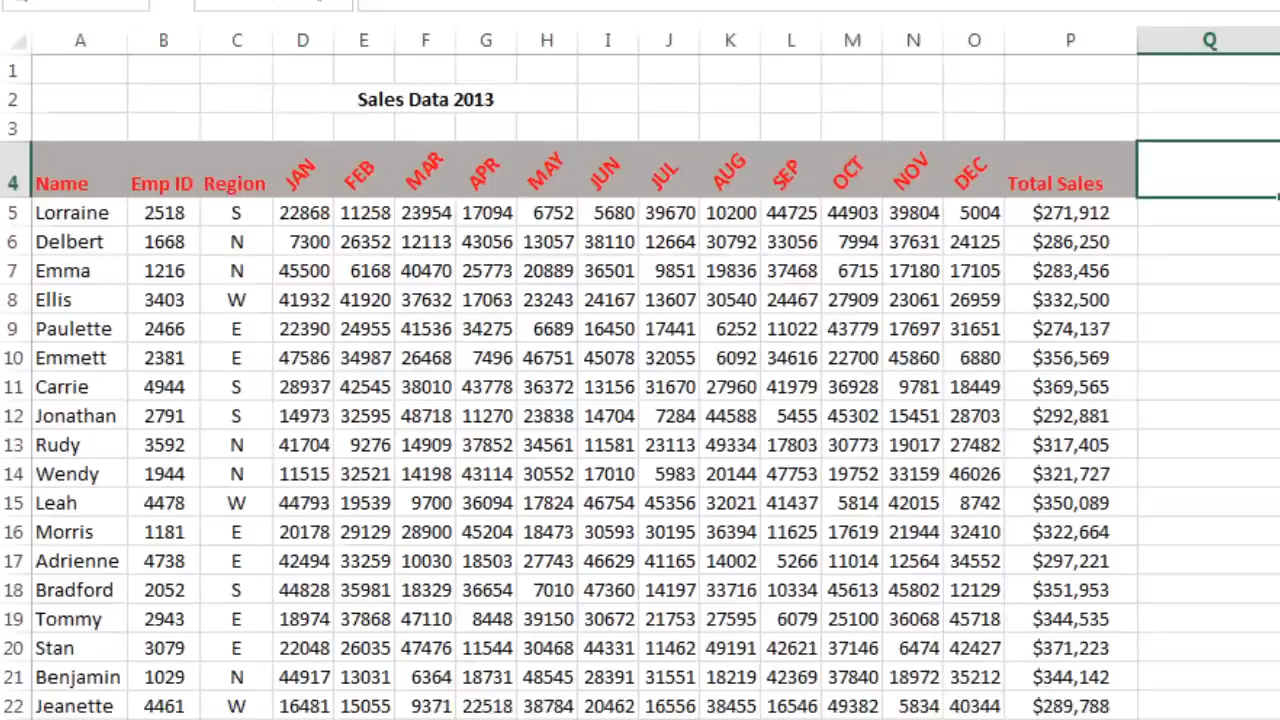 A B C D E F G H I J K L M N O P Q
1
2 Sales Data 2013
3
4 Name Emp ID Region JAN FEB MAR APR MAY JUN JUL AUG SEP OCT NOV DEC Total Sales
5 Lorraine 2518 S 22868 11258 23954 17094 6752 5680 39670 10200 44725 44903 39804 5004 $271,912
6 Delbert 1668 N 7300 26352 12113 43056 13057 38110 12664 30792 33056 7994 37631 24125 $286,250
7 Emma 1216 N 45500 6168 40470 25773 20889 36501 9851 19836 37468 6715 17180 17105 $283,456
8 Ellis 3403 W 41932 41920 37632 17063 23243 24167 13607 30540 24467 27909 23061 26959 $332,500
9 Paulette 2466 E 22390 24955 41536 34275 6689 16450 17441 6252 11022 43779 17697 31651 $274,137
10 Emmett 2381 E 47586 34987 26468 7496 46751 45078 32055 6092 34616 22700 45860 6880 $356,569
11 Carrie 4944 S 28937 42545 38010 43778 36372 13156 31670 27960 41979 36928 9781 18449 $369,565
12 Jonathan 2791 S 14973 32595 48718 11270 23838 14704 7284 44588 5455 45302 15451 28703 $292,881
13 Rudy 3592 N 41704 9276 14909 37852 34561 11581 23113 49334 17803 30773 19017 27482 $317,405
14 Wendy 1944 N 11515 32521 14198 43114 30552 17010 5983 20144 47753 19752 33159 46026 $321,727
15 Leah 4478 W 44793 19539 9700 36094 17824 46754 45356 32021 41437 5814 42015 8742 $350,089
16 Morris 1181 E 20178 29129 28900 45204 18473 30593 30195 36394 11625 17619 21944 32410 $322,664
17 Adrienne 4738 E 42494 33259 10030 18503 27743 46629 41165 14002 5266 11014 12564 34552 $297,221
18 Bradford 2052 S 44828 35981 18329 36654 7010 47360 14197 33716 10334 45613 45802 12129 $351,953
19 Tommy 2943 E 18974 37868 47110 8448 39150 30672 21753 27595 6079 25100 36068 45718 $344,535
20 Stan 3079 E 22048 26035 47476 11544 30468 44331 11462 49191 42621 37146 6474 42427 $371,223
21 Benjamin 1029 N 44917 13031 6364 18731 48545 28391 31551 18219 42369 37840 18972 35212 $344,142
22 Jeanette 4461 W 16481 15055 9371 22518 38784 20462 16556 38455 16546 49382 5834 40344 $289,788